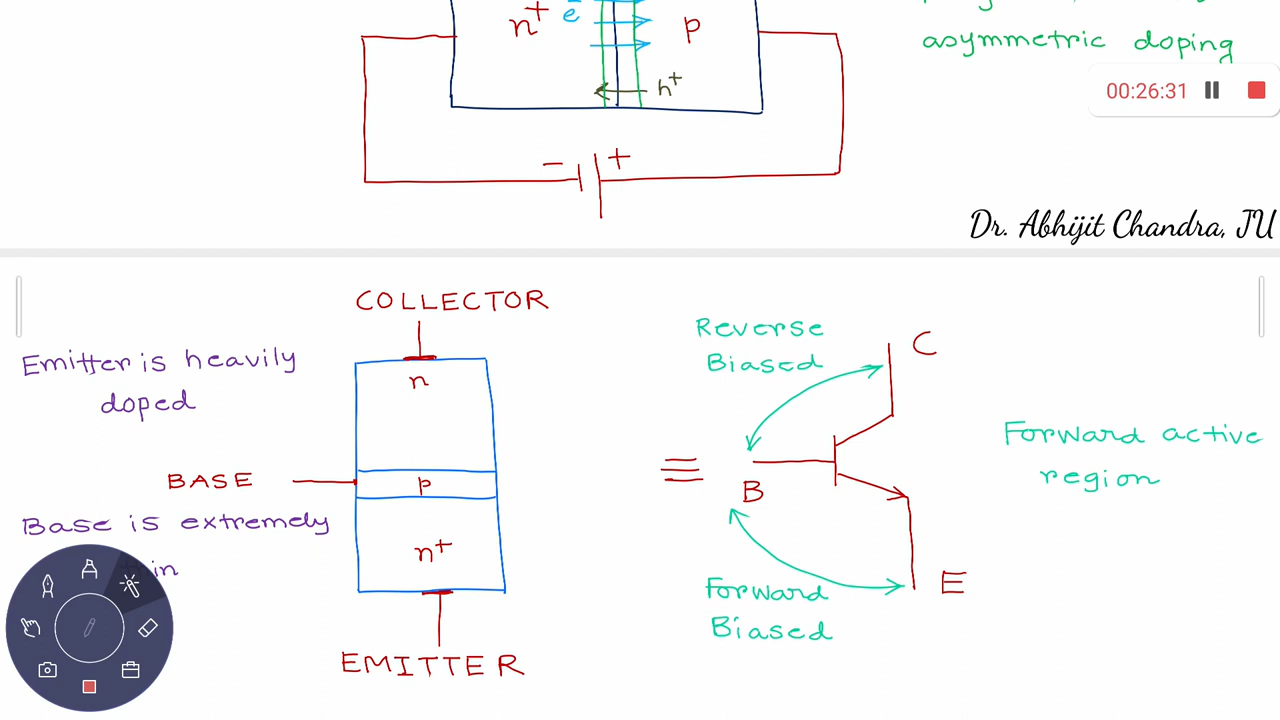 asymmetric doping
n+
e̅
p
h+
00:26:31
− +
Dr. Abhijit Chandra, JU
COLLECTOR
n
Emitter is heavily
doped
BASE
p
Base is extremely
n+
EMITTER
≡
Reverse
Biased
C
B
Forward active
region
E
Forward
Biased